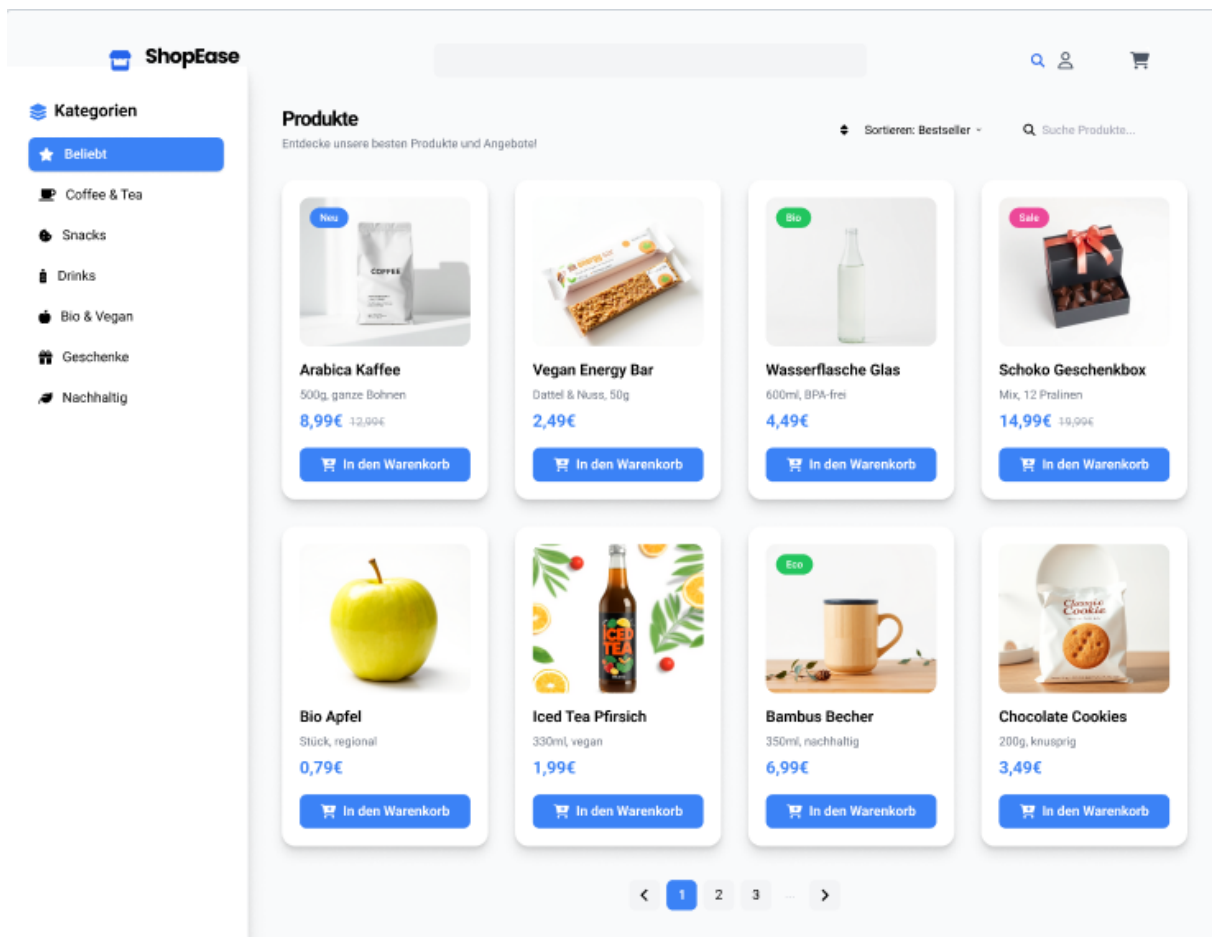 ShopEase
Kategorien
Beliebt
Coffee & Tea
Snacks
Drinks
Bio & Vegan
Geschenke
Nachhaltig
Produkte
Entdecke unsere besten Produkte und Angebote!
Sortieren: Bestseller
Suche Produkte...
Neu
COFFEE
Arabica Kaffee
500g, ganze Bohnen
8,99€ 12,99€
In den Warenkorb
Vegan Energy Bar
Dattel & Nuss, 50g
2,49€
In den Warenkorb
Bio
Wasserflasche Glas
600ml, BPA-frei
4,49€
In den Warenkorb
Sale
Schoko Geschenkbox
Mix, 12 Pralinen
14,99€ 19,99€
In den Warenkorb
Bio Apfel
Stück, regional
0,79€
In den Warenkorb
ICED
TEA
Iced Tea Pfirsich
330ml, vegan
1,99€
In den Warenkorb
Eco
Bambus Becher
350ml, nachhaltig
6,99€
In den Warenkorb
Cookie
Chocolate Cookies
200g, knusprig
3,49€
In den Warenkorb
1 2 3 ...